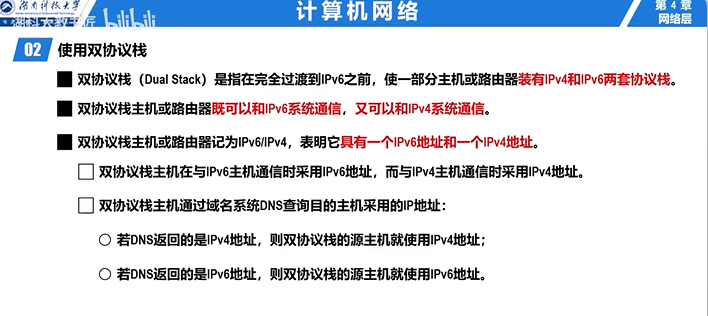 湖南科技大学
Hunan University of Science and Technology
湖科大教书匠 bilibili
计算机网络
第 4 章
网络层
02 使用双协议栈
双协议栈（Dual Stack）是指在完全过渡到IPv6之前，使一部分主机或路由器装有IPv4和IPv6两套协议栈。
双协议栈主机或路由器既可以和IPv6系统通信，又可以和IPv4系统通信。
双协议栈主机或路由器记为IPv6/IPv4，表明它具有一个IPv6地址和一个IPv4地址。
双协议栈主机在与IPv6主机通信时采用IPv6地址，而与IPv4主机通信时采用IPv4地址。
双协议栈主机通过域名系统DNS查询目的主机采用的IP地址：
若DNS返回的是IPv4地址，则双协议栈的源主机就使用IPv4地址；
若DNS返回的是IPv6地址，则双协议栈的源主机就使用IPv6地址。